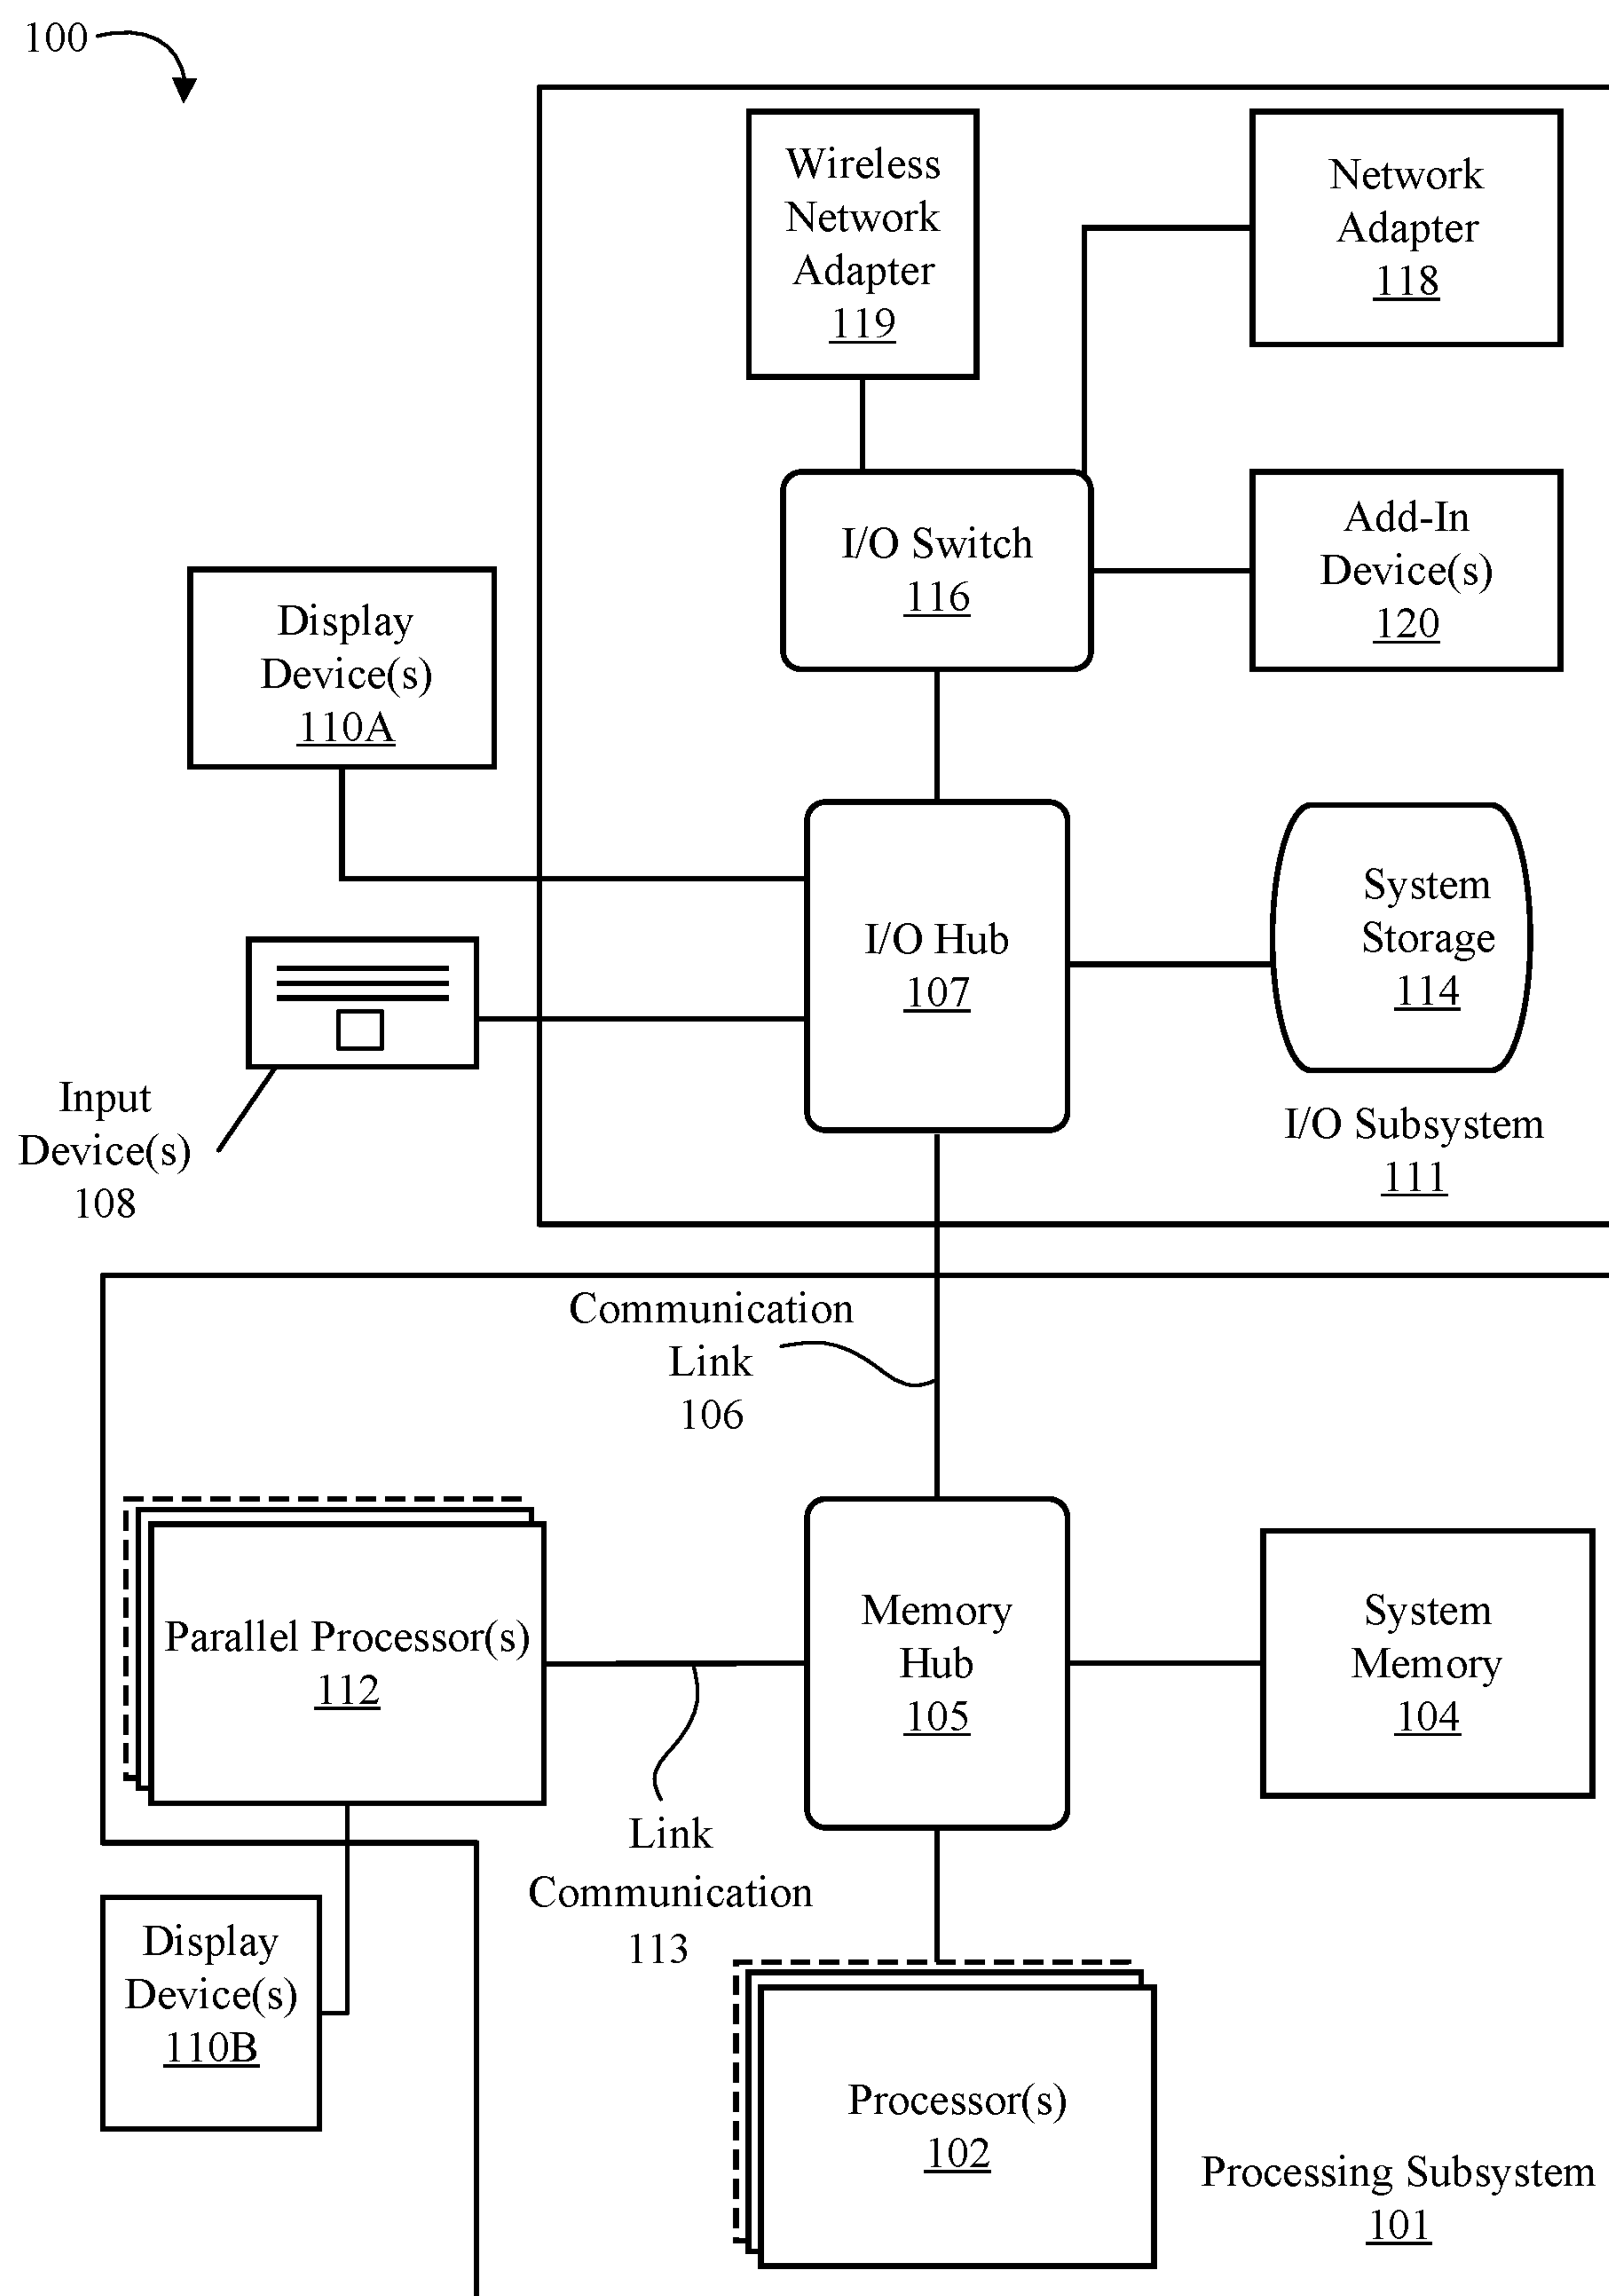 100
Wireless
Network
Adapter
119
Network
Adapter
118
I/O Switch
116
Add-In
Device(s)
120
Display
Device(s)
110A
I/O Hub
107
System
Storage
114
Input
Device(s)
108
I/O Subsystem
111
Communication
Link
106
Parallel Processor(s)
112
Memory
Hub
105
System
Memory
104
Link
Communication
113
Display
Device(s)
110B
Processor(s)
102
Processing Subsystem
101